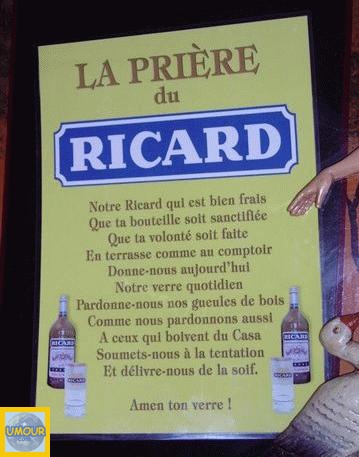 LA PRIÈRE
du
RICARD
Notre Ricard qui est bien frais
Que ta bouteille soit sanctifiée
Que ta volonté soit faite
En terrasse comme au comptoir
Donne-nous aujourd'hui
Notre verre quotidien
Pardonne-nous nos gueules de bois
Comme nous pardonnons aussi
A ceux qui boivent du Casa
Soumets-nous à la tentation
Et délivre-nous de la soif.
RICARD
RICARD
Amen ton verre !
UMOUR